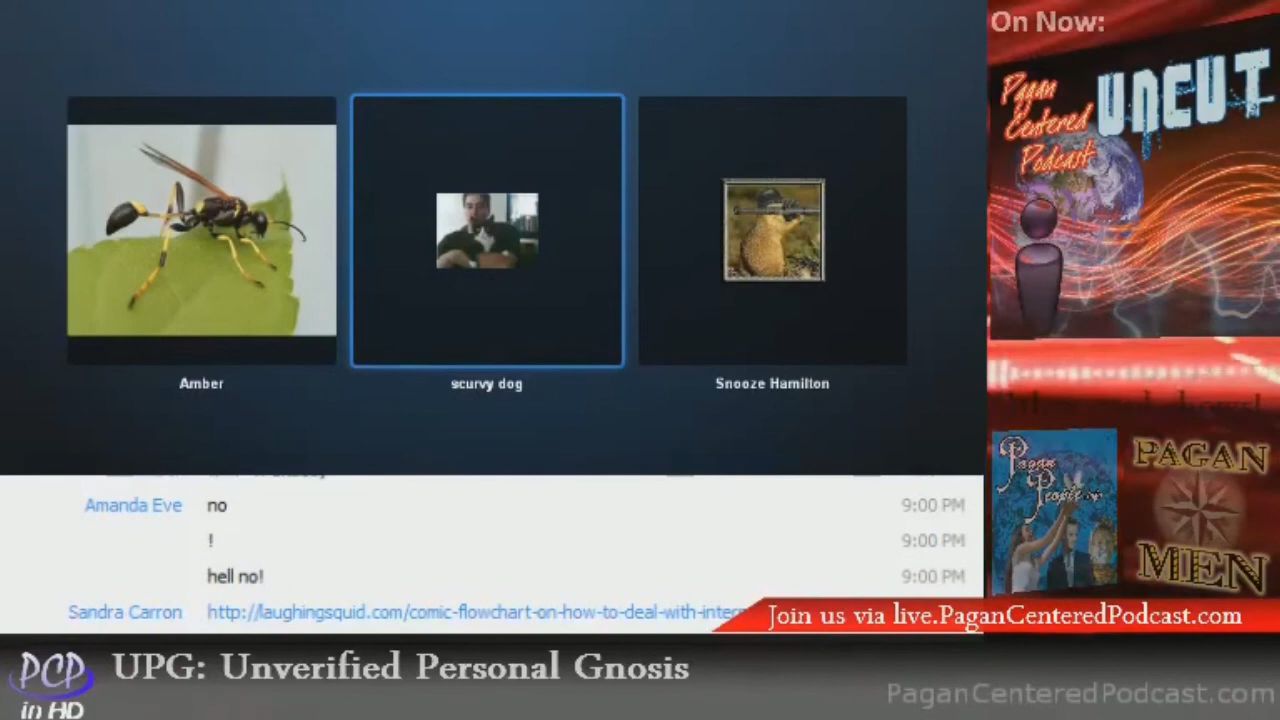 On Now:
Pagan
Centered
Podcast
UNCUT
Amber
scurvy dog
Snooze Hamilton
Amanda Eve no 9:00 PM
! 9:00 PM
hell no! 9:00 PM
Sandra Carron http://laughingsquid.com/comic-flowchart-on-how-to-deal-with-inter
Pagan
People
PAGAN
MEN
Join us via live.PaganCenteredPodcast.com
PCP
in HD
UPG: Unverified Personal Gnosis
PaganCenteredPodcast.com